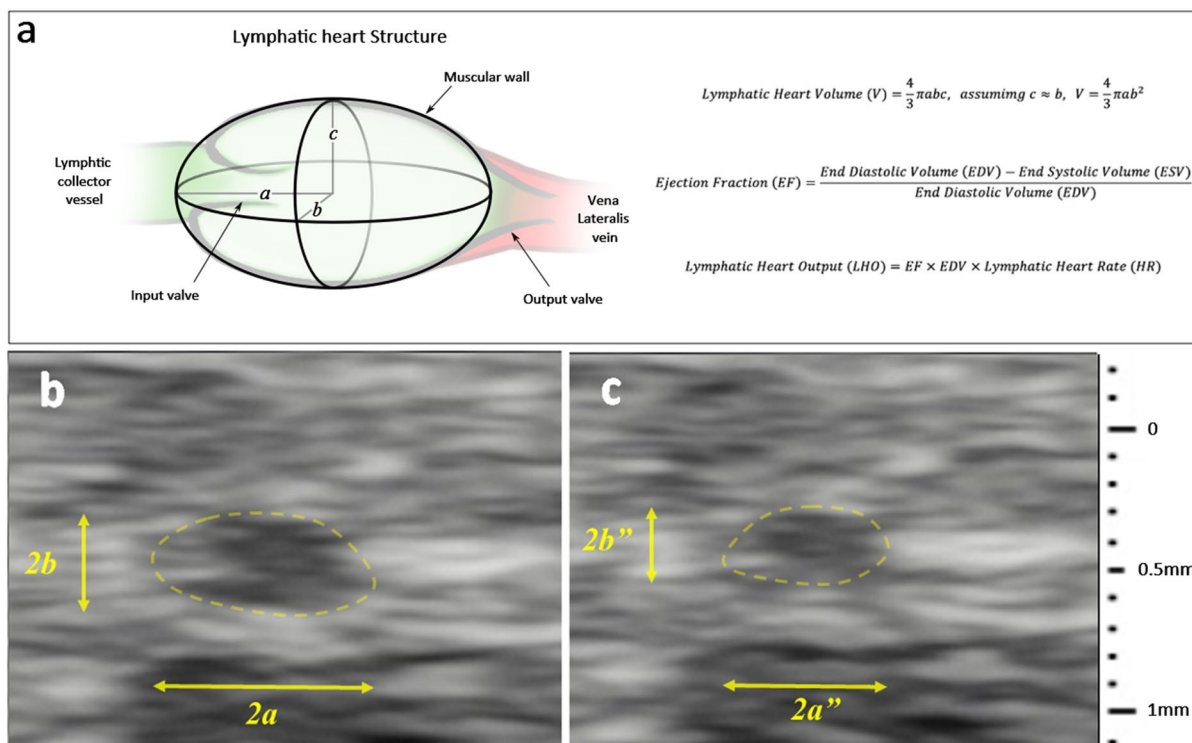 a
Lymphatic heart Structure
Muscular wall
c
Lymphtic
collector
vessel
a
b
Vena
Lateralis
vein
Input valve
Output valve
Lymphatic Heart Volume (V) = 4/3 πabc, assumimg c ≈ b, V = 4/3 πab²
Ejection Fraction (EF) = End Diastolic Volume (EDV) − End Systolic Volume (ESV) / End Diastolic Volume (EDV)
Lymphatic Heart Output (LHO) = EF × EDV × Lymphatic Heart Rate (HR)
b
2b
2a
c
2b”
2a”
0
0.5mm
1mm